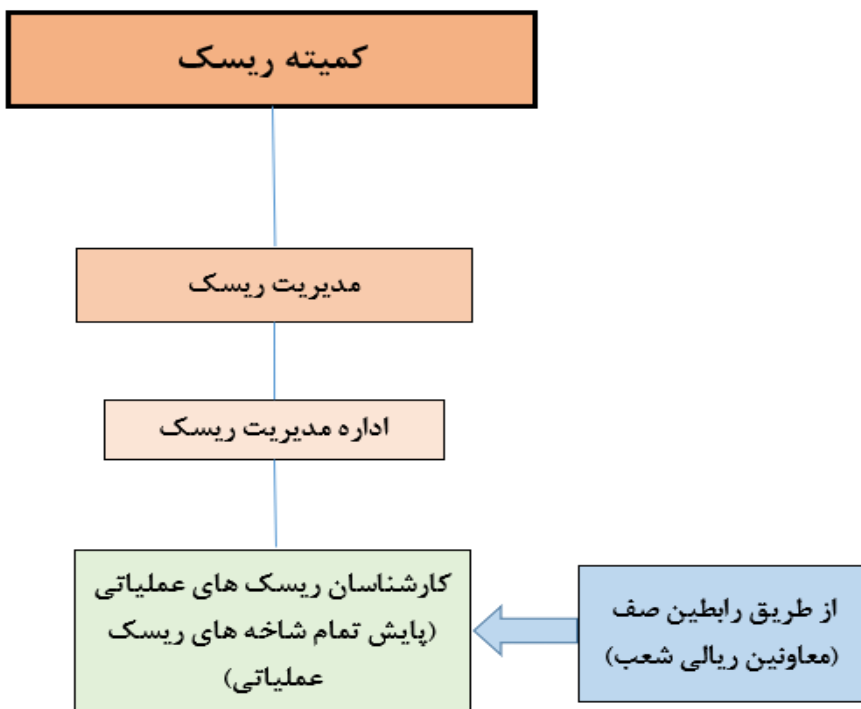 کمیته ریسک
مدیریت ریسک
اداره مدیریت ریسک
کارشناسان ریسک های عملیاتی
(پایش تمام شاخه های ریسک
عملیاتی)
از طریق رابطین صف
(معاونین ریالی شعب)